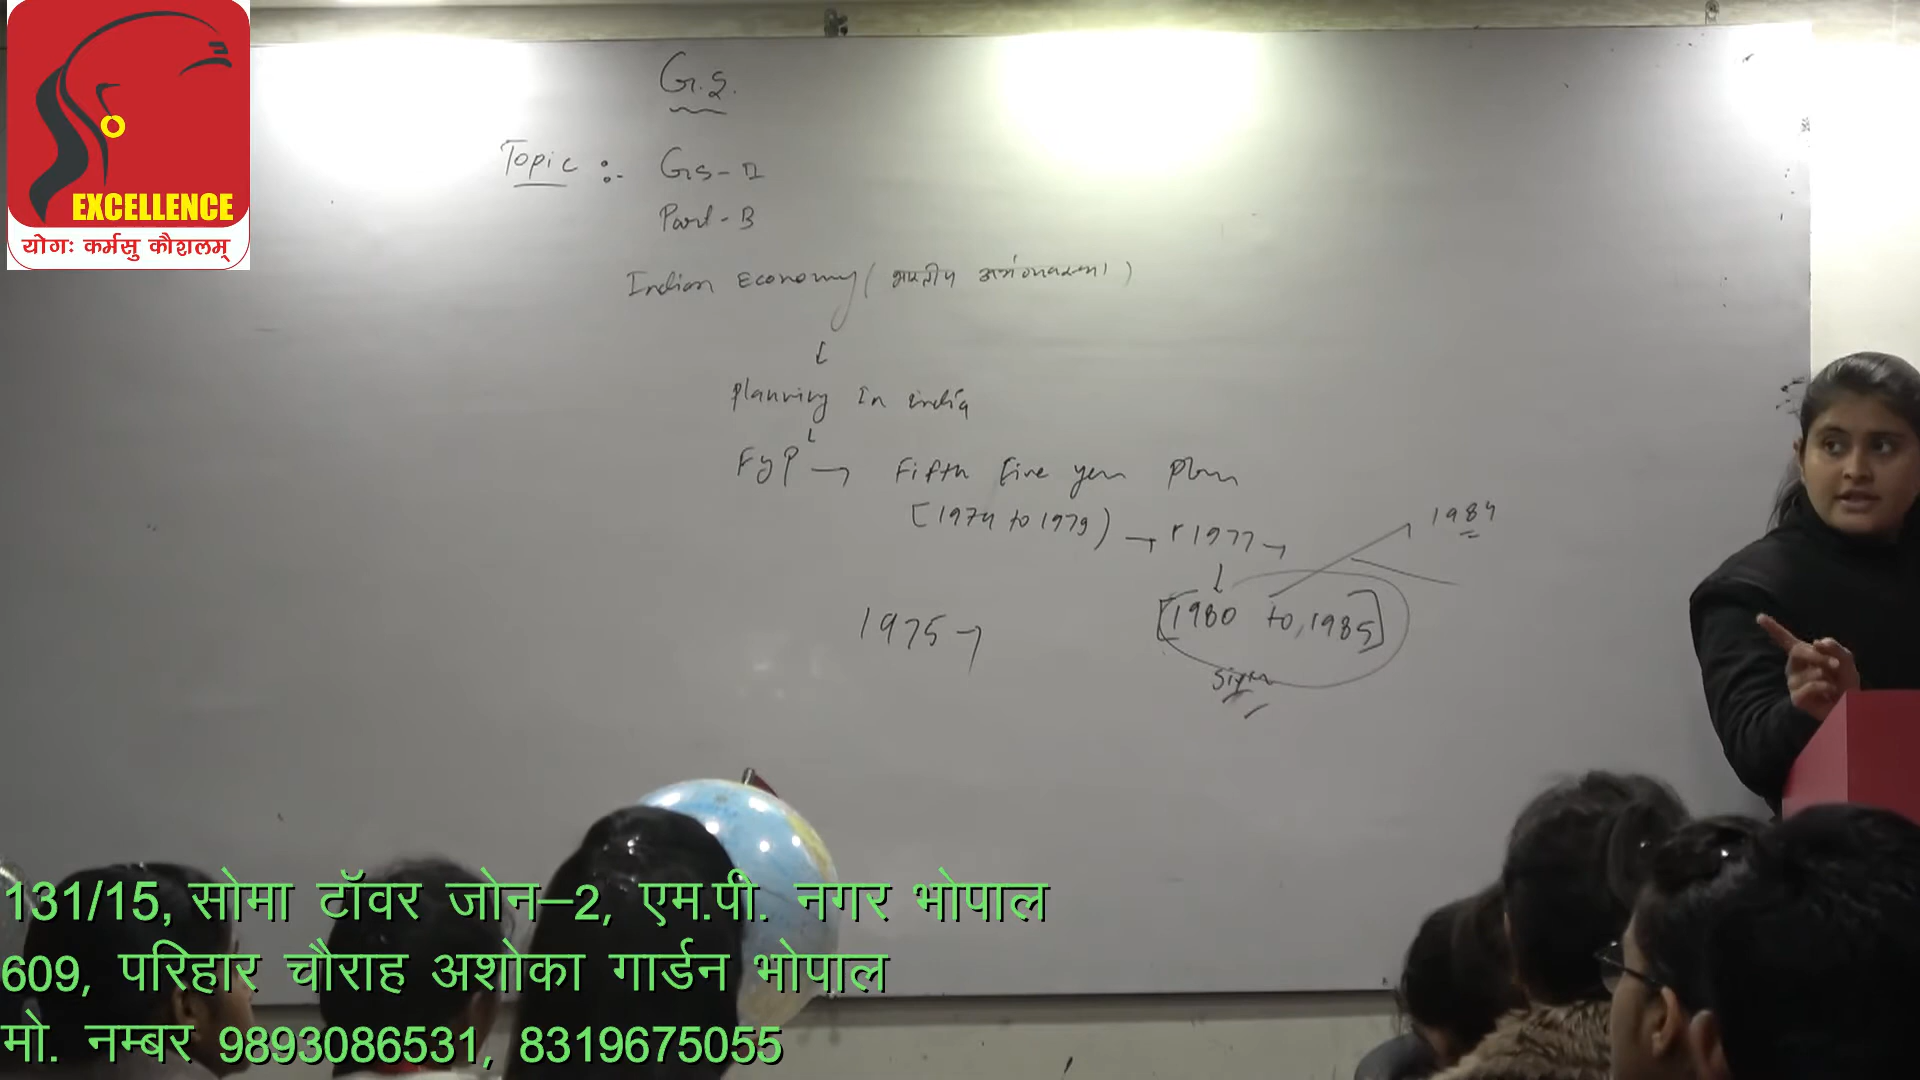 EXCELLENCE
योगः कर्मसु कौशलम्
G.S.
Topic :- GS-II
Part-B
Indian Economy (भारतीय अर्थव्यवस्था)
planning In india
FyP → Fifth Five year Plan
[1974 to 1979) → 1977 →
1984
1975 →
[1980 to, 1985]
131/15, सोमा टॉवर जोन–2, एम.पी. नगर भोपाल
609, परिहार चौराह अशोका गार्डन भोपाल
मो. नम्बर 9893086531, 8319675055